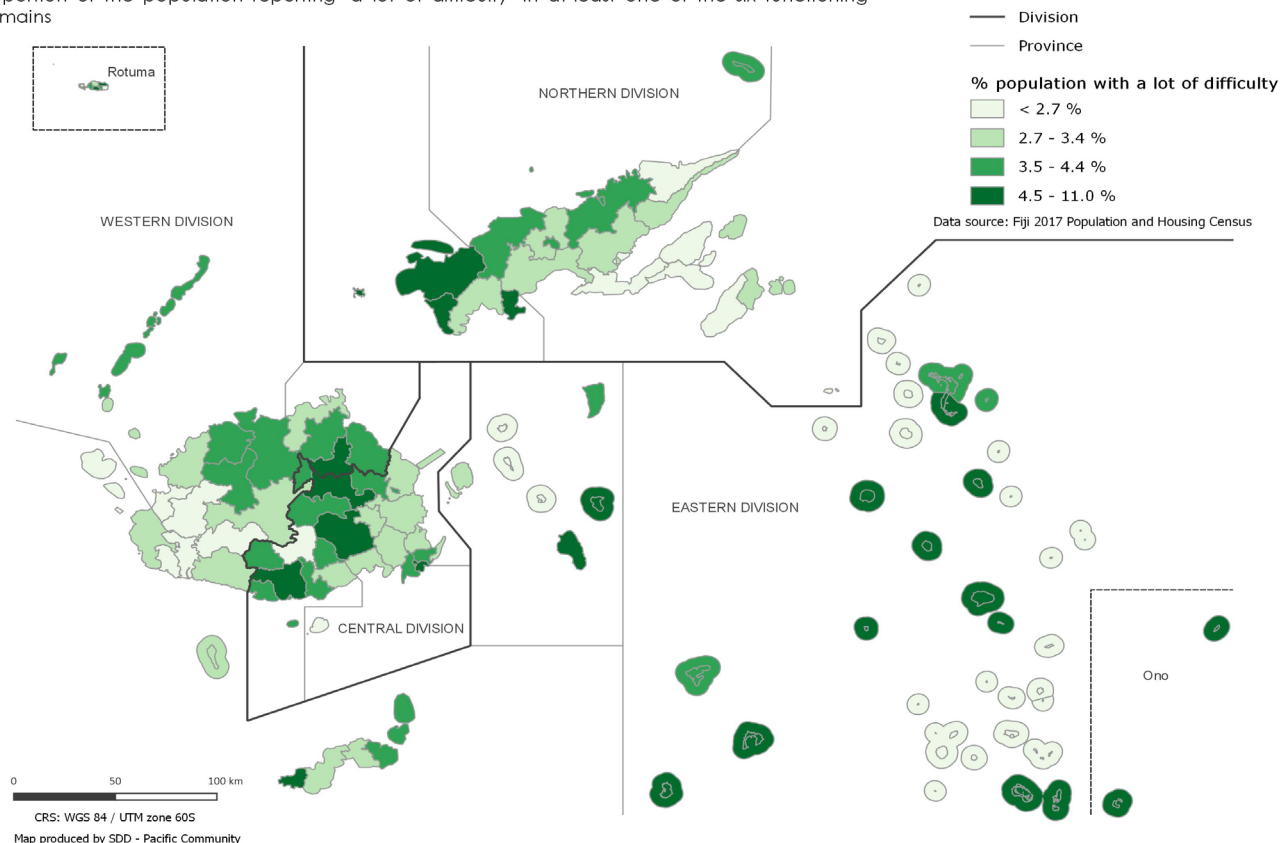 mains
Division
Province
Rotuma
% population with a lot of difficulty
NORTHERN DIVISION
< 2.7 %
2.7 - 3.4 %
3.5 - 4.4 %
4.5 - 11.0 %
WESTERN DIVISION
Data source: Fiji 2017 Population and Housing Census
EASTERN DIVISION
CENTRAL DIVISION
Ono
0 50 100 km
CRS: WGS 84 / UTM zone 60S
Map produced by SDD - Pacific Community